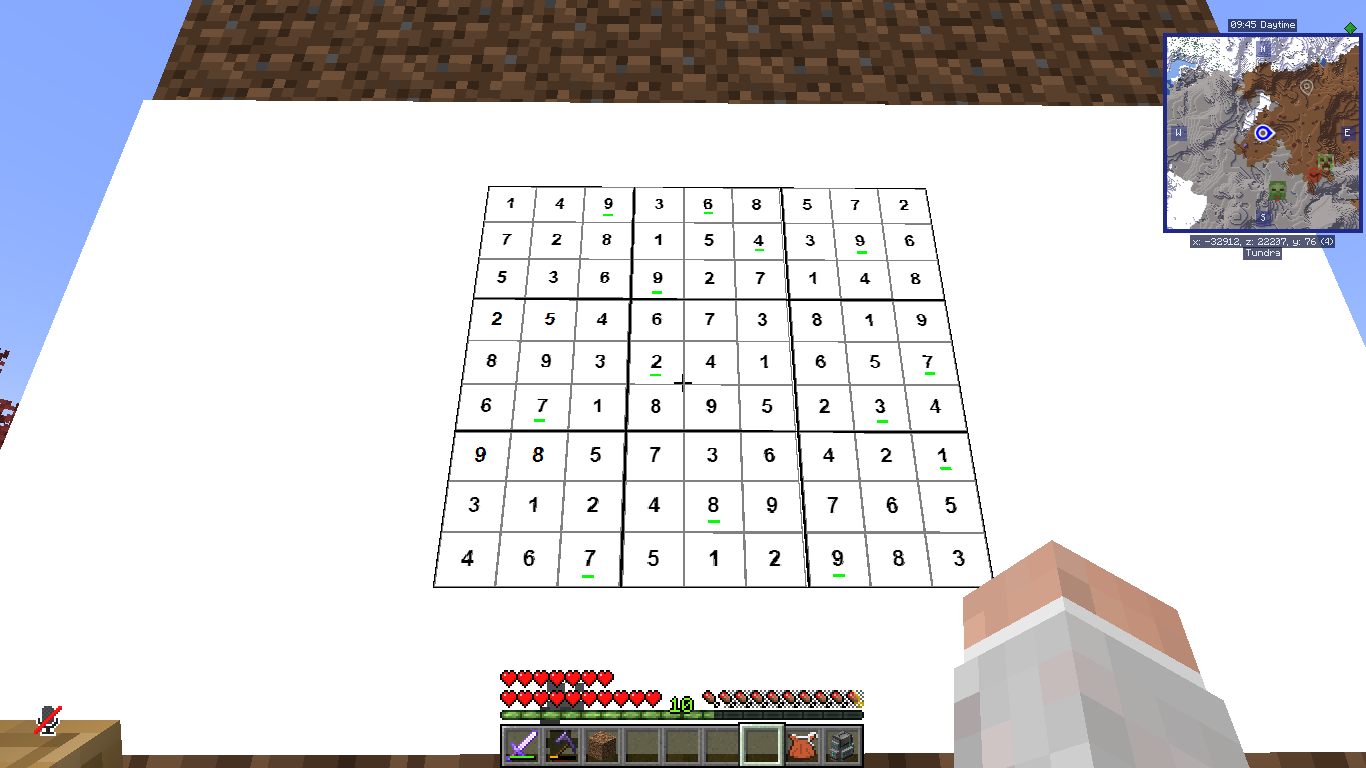 09:45 Daytime
N
W
E
S
x: -32912, z: 22207, y: 76 (4)
Tundra
1 4 9 3 6 8 5 7 2
7 2 8 1 5 4 3 9 6
5 3 6 9 2 7 1 4 8
2 5 4 6 7 3 8 1 9
8 9 3 2 4 1 6 5 7
6 7 1 8 9 5 2 3 4
9 8 5 7 3 6 4 2 1
3 1 2 4 8 9 7 6 5
4 6 7 5 1 2 9 8 3
10